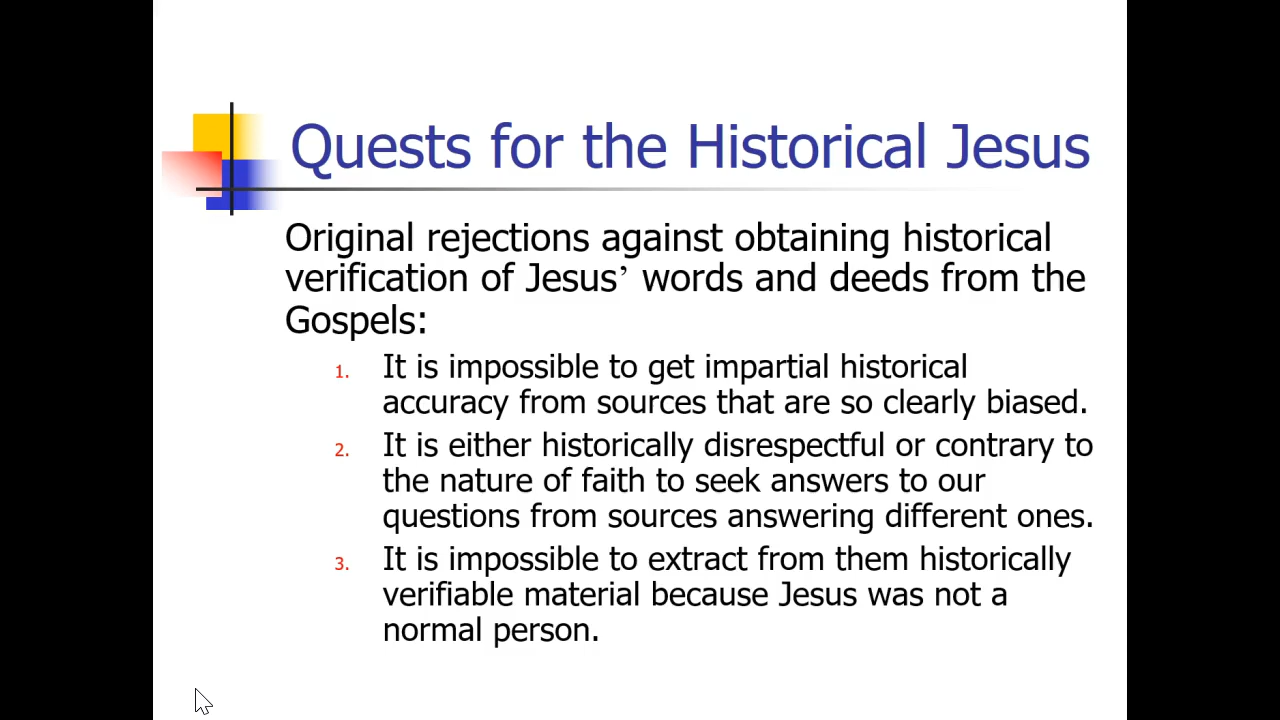 Quests for the Historical Jesus
Original rejections against obtaining historical
verification of Jesus’ words and deeds from the
Gospels:
1. It is impossible to get impartial historical
accuracy from sources that are so clearly biased.
2. It is either historically disrespectful or contrary to
the nature of faith to seek answers to our
questions from sources answering different ones.
3. It is impossible to extract from them historically
verifiable material because Jesus was not a
normal person.